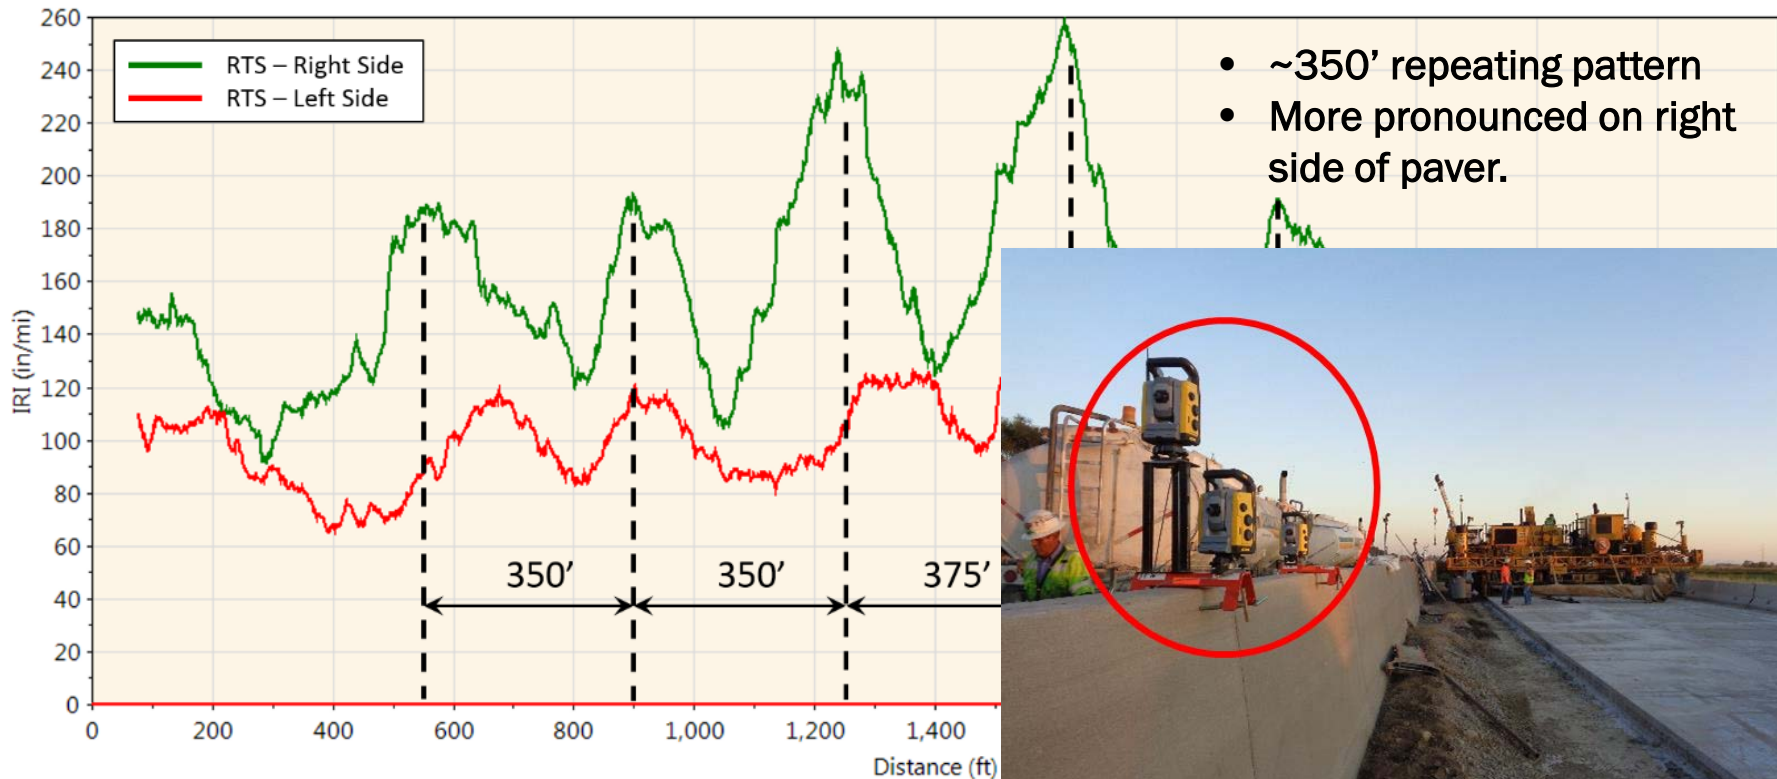 260
240
220
200
180
160
140
120
100
80
60
40
20
0
IRI (in/mi)
RTS – Right Side
RTS – Left Side
• ~350’ repeating pattern
• More pronounced on right
side of paver.
350’ 350’ 375’
0 200 400 600 800 1,000 1,200 1,400
Distance (ft)